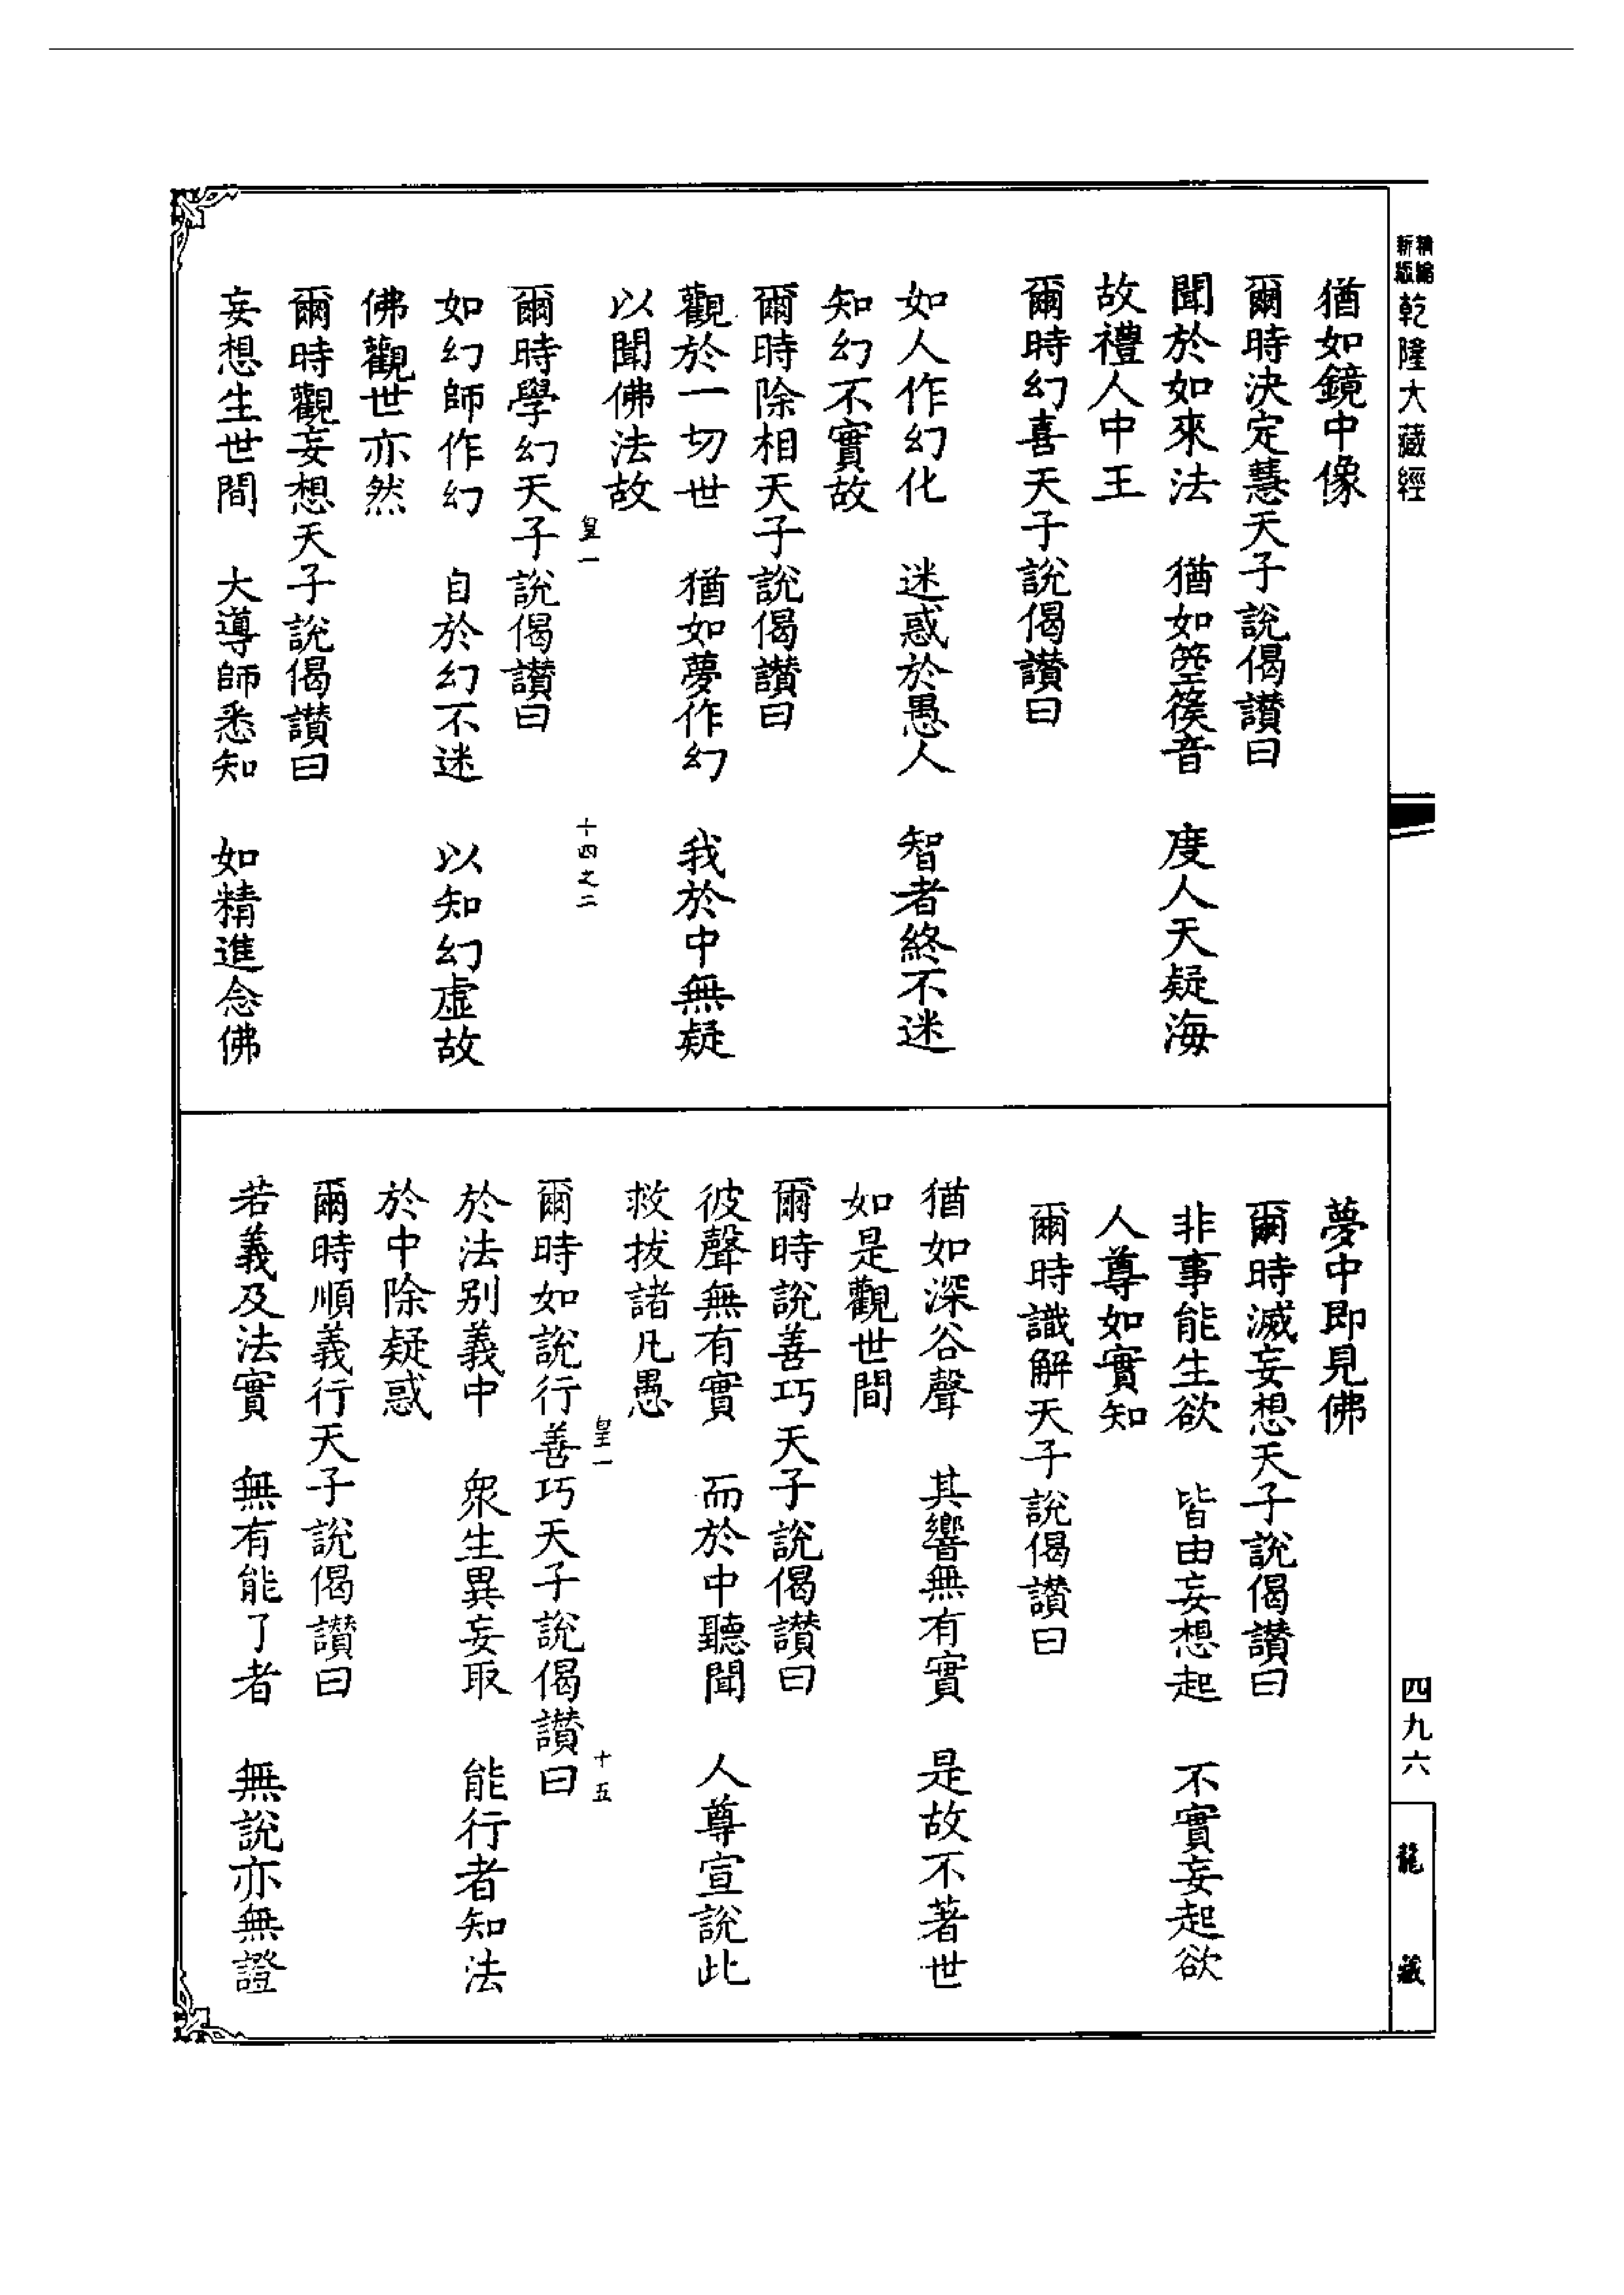 精編
新版
乾隆大藏經
猶如鏡中像
爾時決定慧天子說偈讚曰
聞於如來法　猶如箜篌音　度人天疑海
故禮人中王
爾時幻喜天子說偈讚曰
如人作幻化　迷惑於愚人　智者終不迷
知幻不實故
爾時除相天子說偈讚曰
觀於一切世　猶如夢作幻　我於中無疑
以聞佛法故
皇一　十四之二
爾時學幻天子說偈讚曰
如幻師作幻　自於幻不迷　以知幻虛故
佛觀世亦然
爾時觀妄想天子說偈讚曰
妄想生世間　大導師悉知　如精進念佛
夢中即見佛
爾時滅妄想天子說偈讚曰
非事能生欲　皆由妄想起　不實妄起欲
人尊如實知
爾時識解天子說偈讚曰
猶如深谷聲　其響無有實　是故不著世
如是觀世間
爾時說善巧天子說偈讚曰
彼聲無有實　而於中聽聞　人尊宣說此
救拔諸凡愚
皇一　十五
爾時如說行善巧天子說偈讚曰
於法別義中　眾生異妄取　能行者知法
於中除疑惑
爾時順義行天子說偈讚曰
若義及法實　無有能了者　無說亦無證
四九六
龍藏